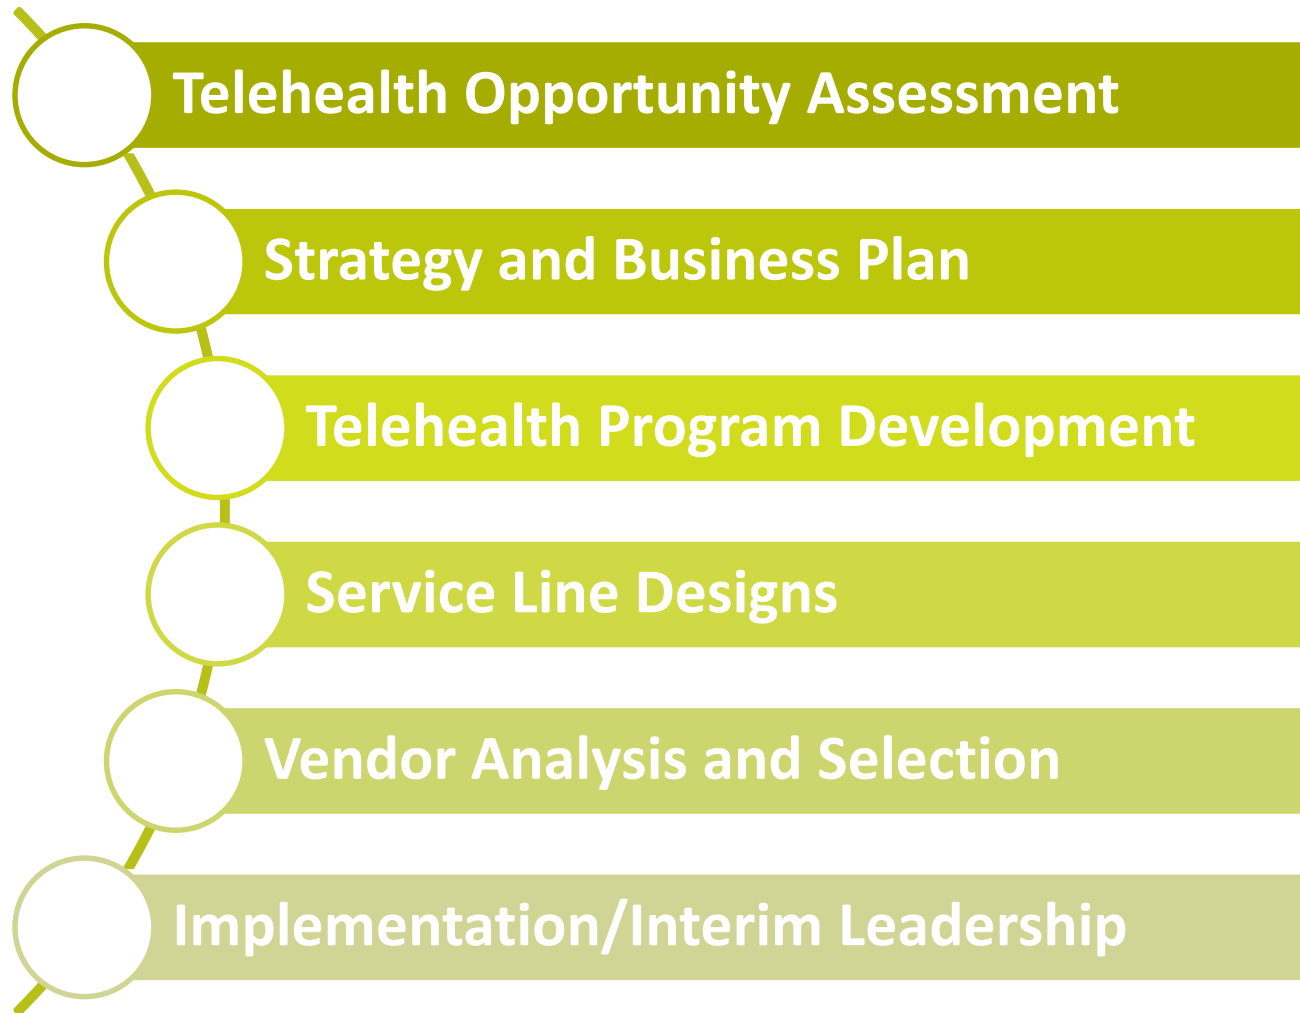 Telehealth Opportunity Assessment
Strategy and Business Plan
Telehealth Program Development
Service Line Designs
Vendor Analysis and Selection
Implementation/Interim Leadership